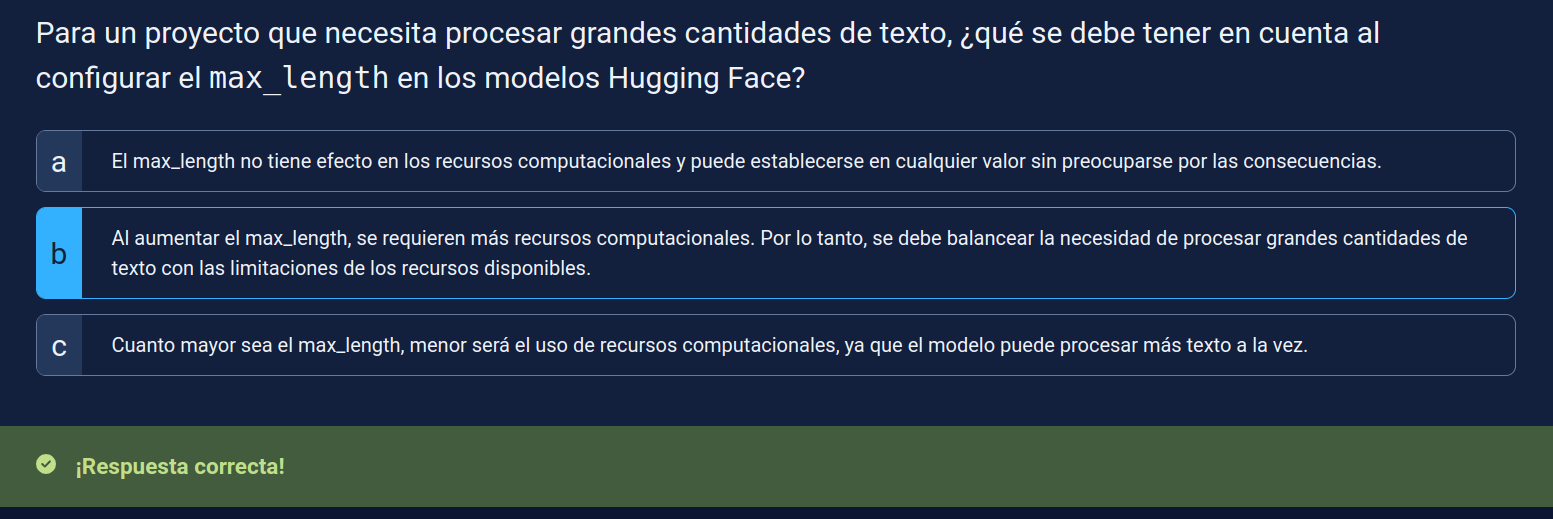 Para un proyecto que necesita procesar grandes cantidades de texto, ¿qué se debe tener en cuenta al
configurar el max_length en los modelos Hugging Face?
a
El max_length no tiene efecto en los recursos computacionales y puede establecerse en cualquier valor sin preocuparse por las consecuencias.
b
Al aumentar el max_length, se requieren más recursos computacionales. Por lo tanto, se debe balancear la necesidad de procesar grandes cantidades de
texto con las limitaciones de los recursos disponibles.
c
Cuanto mayor sea el max_length, menor será el uso de recursos computacionales, ya que el modelo puede procesar más texto a la vez.
¡Respuesta correcta!